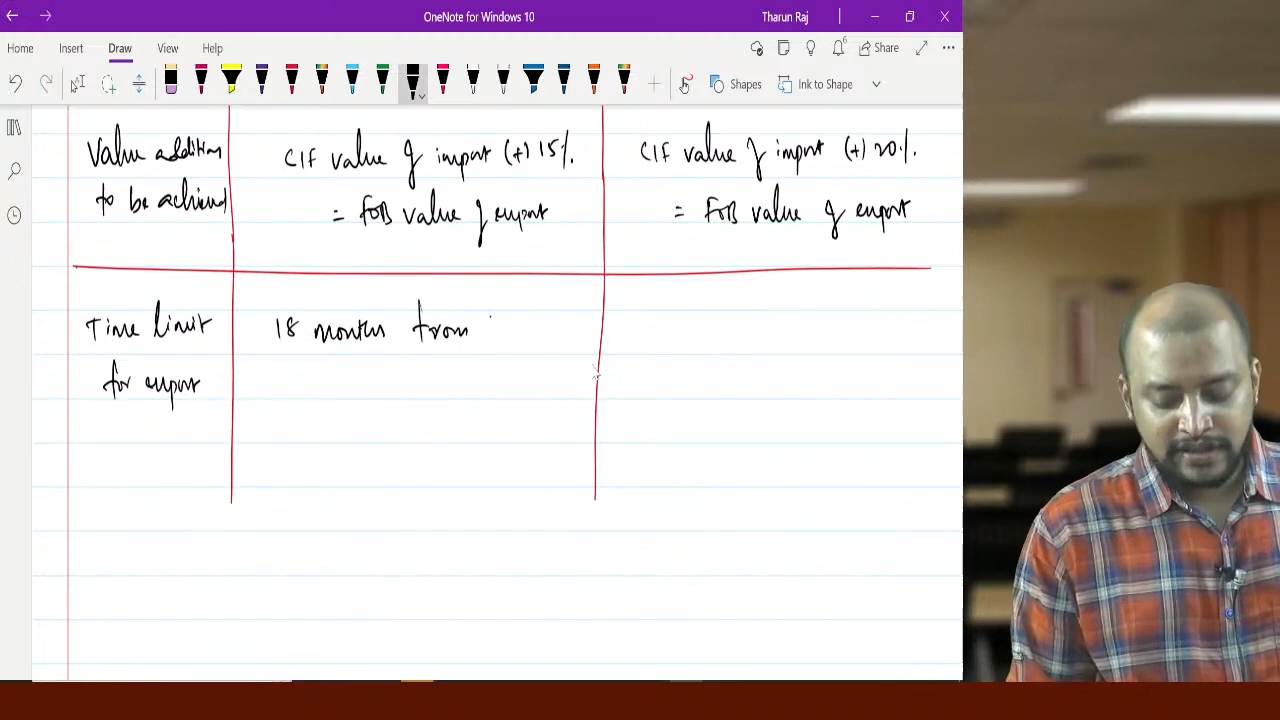 OneNote for Windows 10
Tharun Raj
Home Insert Draw View Help
6
Share
Shapes
Ink to Shape
Value addition
to be achieved
CIF value of import (+) 15%.
= FOB value of export
CIF value of import (+) 20%.
= FOB value of export
Time limit
for export
18 months from